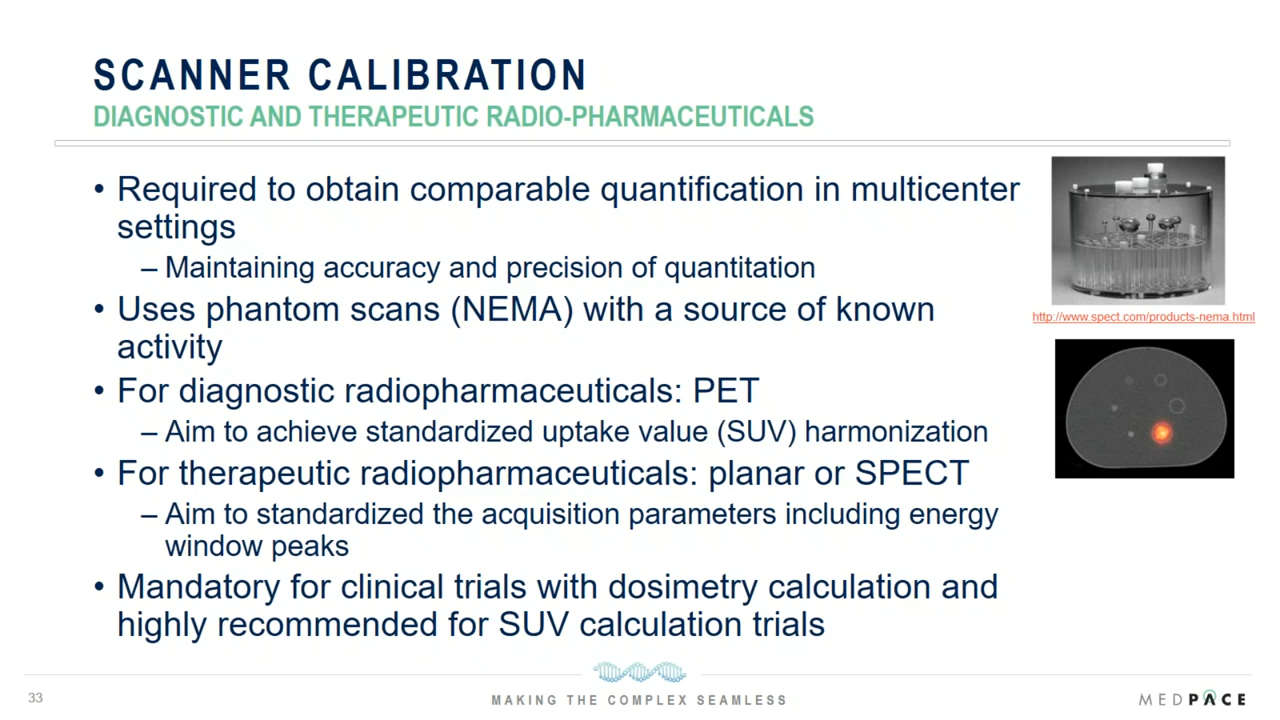 SCANNER CALIBRATION
DIAGNOSTIC AND THERAPEUTIC RADIO-PHARMACEUTICALS
• Required to obtain comparable quantification in multicenter
settings
– Maintaining accuracy and precision of quantitation
• Uses phantom scans (NEMA) with a source of known
activity
• For diagnostic radiopharmaceuticals: PET
– Aim to achieve standardized uptake value (SUV) harmonization
• For therapeutic radiopharmaceuticals: planar or SPECT
– Aim to standardized the acquisition parameters including energy
window peaks
• Mandatory for clinical trials with dosimetry calculation and
highly recommended for SUV calculation trials
http://www.spect.com/products-nema.html
33
MAKING THE COMPLEX SEAMLESS
MEDPACE